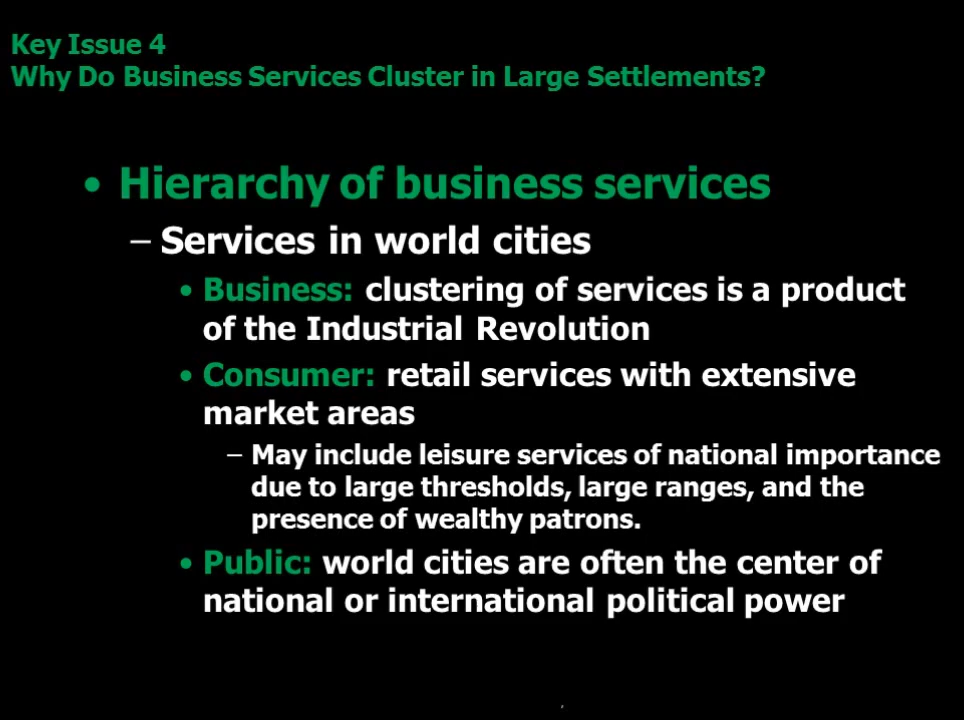 Key Issue 4
Why Do Business Services Cluster in Large Settlements?
• Hierarchy of business services
– Services in world cities
• Business: clustering of services is a product
of the Industrial Revolution
• Consumer: retail services with extensive
market areas
– May include leisure services of national importance
due to large thresholds, large ranges, and the
presence of wealthy patrons.
• Public: world cities are often the center of
national or international political power